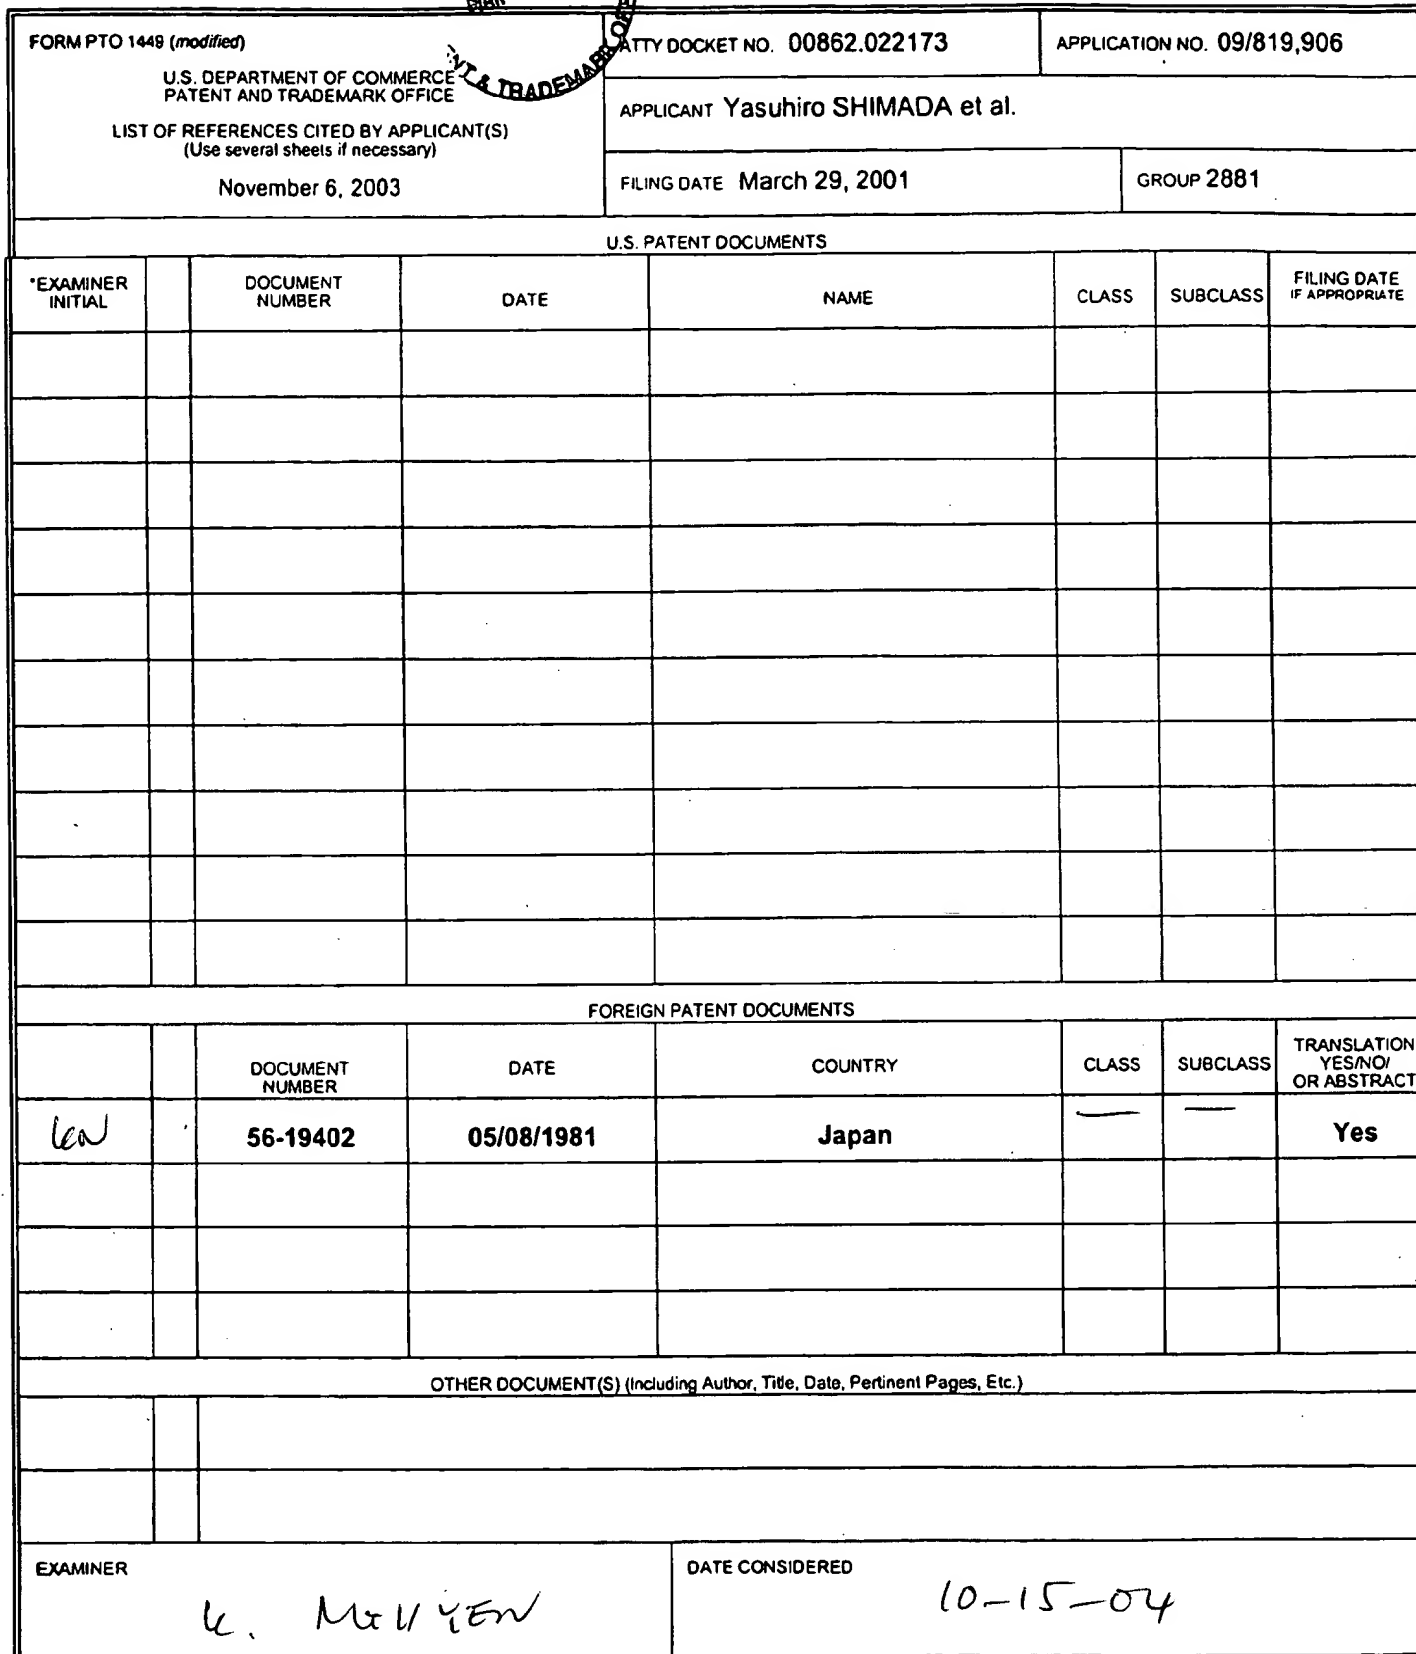 FORM PTO 1449 (modified)
U.S. DEPARTMENT OF COMMERCE
PATENT AND TRADEMARK OFFICE
LIST OF REFERENCES CITED BY APPLICANT(S)
(Use several sheets if necessary)
November 6, 2003
& TRADEMARK
ATTY DOCKET NO. 00862.022173
APPLICATION NO. 09/819,906
APPLICANT Yasuhiro SHIMADA et al.
FILING DATE March 29, 2001
GROUP 2881
U.S. PATENT DOCUMENTS
*EXAMINER
INITIAL
DOCUMENT
NUMBER
DATE
NAME
CLASS
SUBCLASS
FILING DATE
IF APPROPRIATE
FOREIGN PATENT DOCUMENTS
DOCUMENT
NUMBER
DATE
COUNTRY
CLASS
SUBCLASS
TRANSLATION
YES/NO/
OR ABSTRACT
KN
56-19402
05/08/1981
Japan
—
—
Yes
OTHER DOCUMENT(S) (Including Author, Title, Date, Pertinent Pages, Etc.)
EXAMINER
K. NGUYEN
DATE CONSIDERED
10-15-04